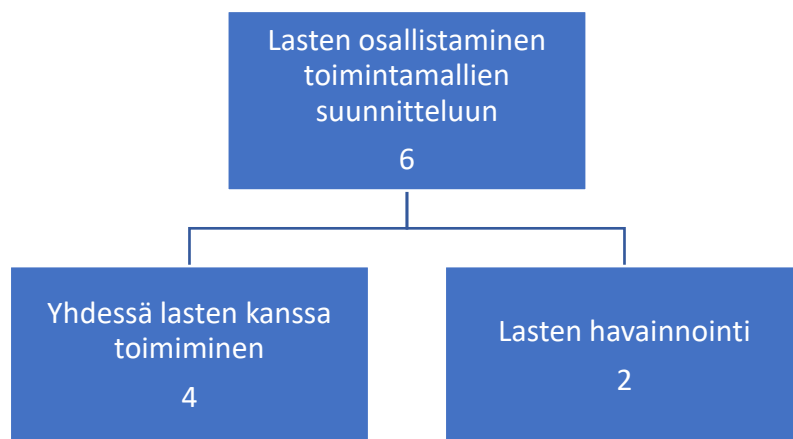 Lasten osallistaminen
toimintamallien
suunnitteluun
6
Yhdessä lasten kanssa
toimiminen
4
Lasten havainnointi
2